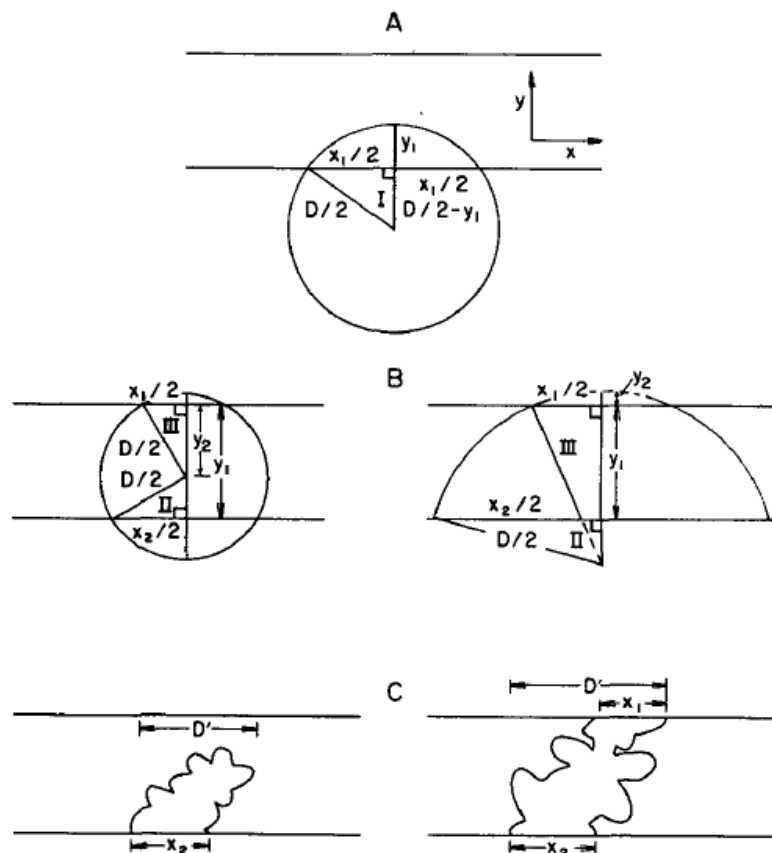 A
y
x
x₁/2
y₁
x₁/2
I
D/2
D/2-y₁
B
x₁/2
III
D/2
y₂
y₁
D/2
II
x₂/2
x₁/2
y₂
III
y₁
x₂/2
II
D/2
C
D'
x₂
D'
x₁
x₂